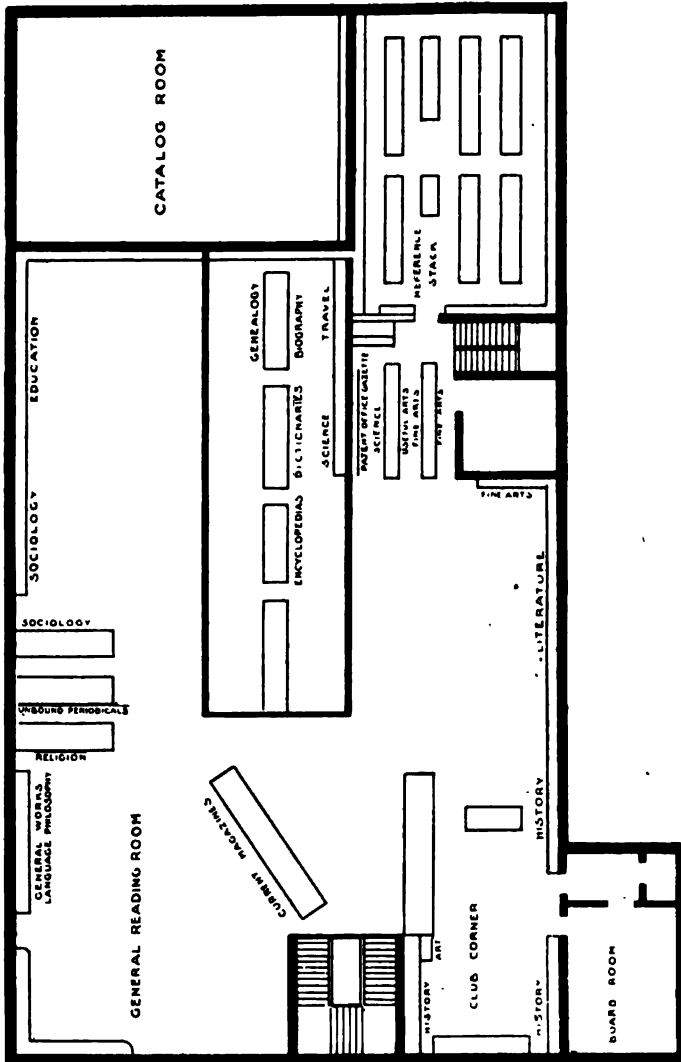 CATALOG ROOM
REFERENCE
STACK
EDUCATION
SOCIOLOGY
GENEALOGY
BIOGRAPHY
TRAVEL
DICTIONARIES
SCIENCE
ENCYCLOPEDIAS
PATENT OFFICE GAZETTE
SCIENCE
USEFUL ARTS
FINE ARTS
FINE ARTS
FINE ARTS
SOCIOLOGY
UNBOUND PERIODICALS
RELIGION
LITERATURE
GENERAL WORKS
LANGUAGE PHILOSOPHY
GENERAL READING ROOM
CURRENT MAGAZINES
HISTORY
ART
HISTORY
CLUB CORNER
HISTORY
BOARD ROOM